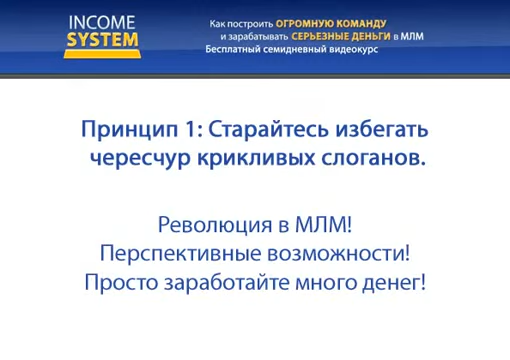 INCOME
SYSTEM
Как построить ОГРОМНУЮ КОМАНДУ
и зарабатывать СЕРЬЕЗНЫЕ ДЕНЬГИ в МЛМ
Бесплатный семидневный видеокурс
Принцип 1: Старайтесь избегать
чересчур крикливых слоганов.
Революция в МЛМ!
Перспективные возможности!
Просто заработайте много денег!